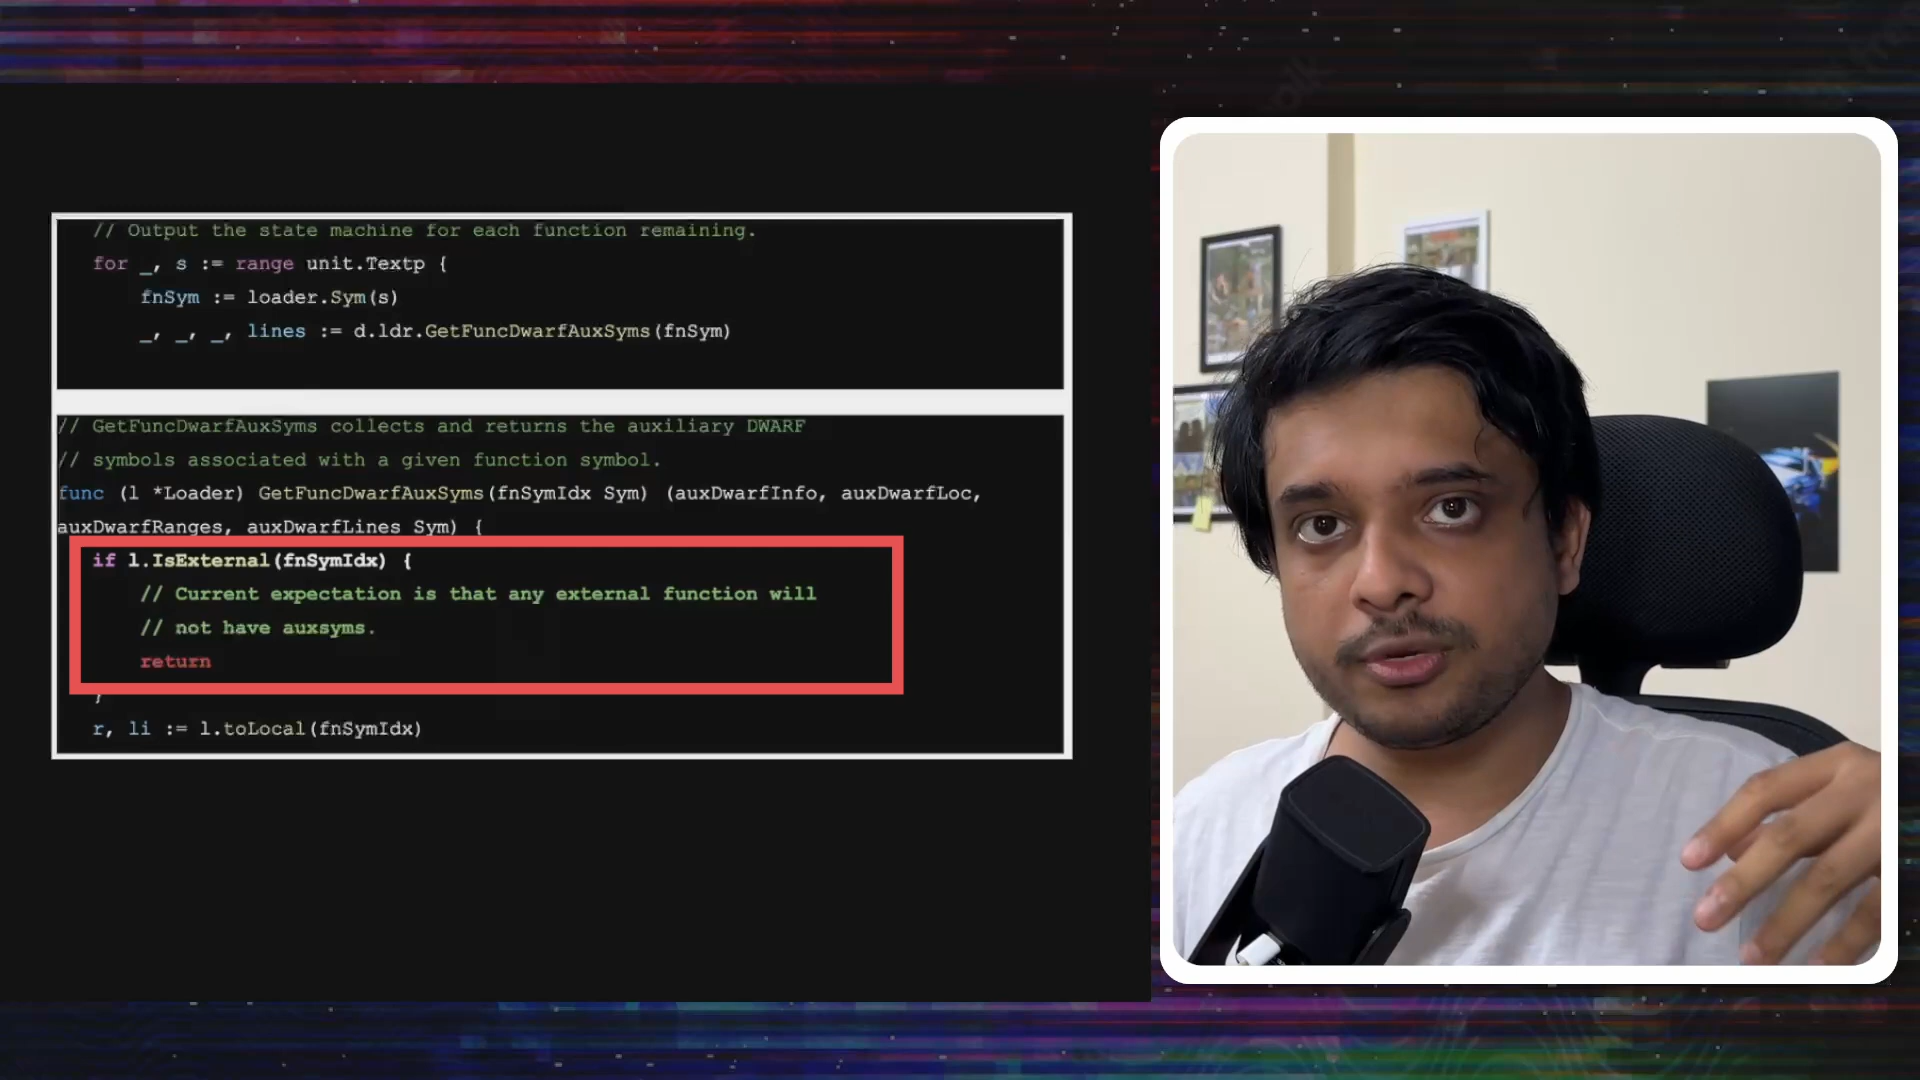 // Output the state machine for each function remaining.
for _, s := range unit.Textp {
fnSym := loader.Sym(s)
_, _, _, lines := d.ldr.GetFuncDwarfAuxSyms(fnSym)
// GetFuncDwarfAuxSyms collects and returns the auxiliary DWARF
// symbols associated with a given function symbol.
func (l *Loader) GetFuncDwarfAuxSyms(fnSymIdx Sym) (auxDwarfInfo, auxDwarfLoc,
auxDwarfRanges, auxDwarfLines Sym) {
if l.IsExternal(fnSymIdx) {
// Current expectation is that any external function will
// not have auxsyms.
return
}
r, li := l.toLocal(fnSymIdx)